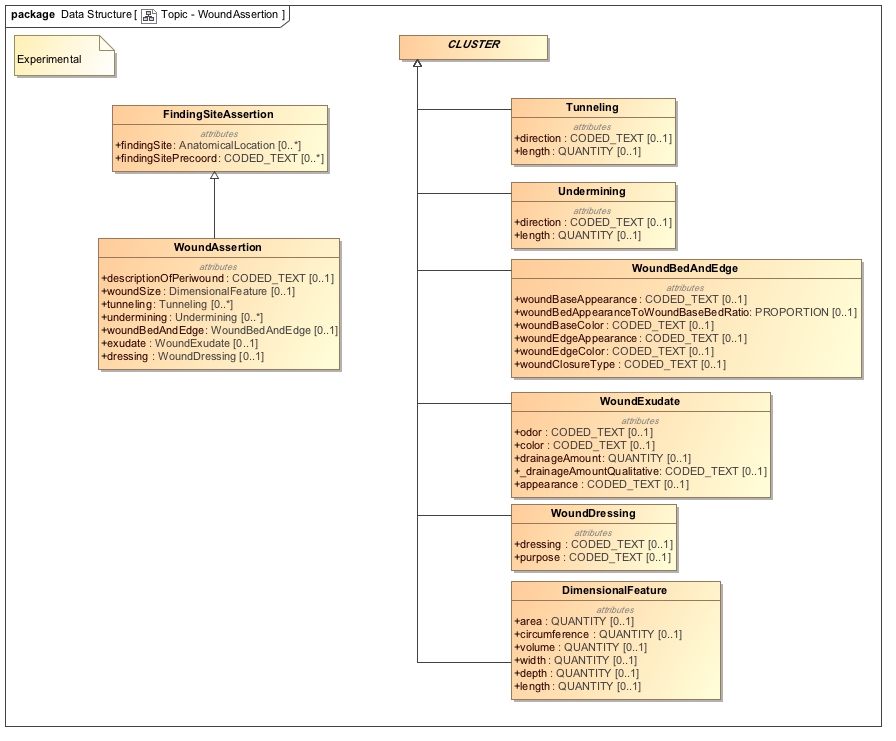 package Data Structure [ Topic - WoundAssertion ]
Experimental
CLUSTER
FindingSiteAssertion
attributes
+findingSite : AnatomicalLocation [0..*]
+findingSitePrecoord : CODED_TEXT [0..*]
WoundAssertion
attributes
+descriptionOfPeriwound : CODED_TEXT [0..1]
+woundSize : DimensionalFeature [0..1]
+tunneling : Tunneling [0..*]
+undermining : Undermining [0..*]
+woundBedAndEdge : WoundBedAndEdge [0..1]
+exudate : WoundExudate [0..1]
+dressing : WoundDressing [0..1]
Tunneling
attributes
+direction : CODED_TEXT [0..1]
+length : QUANTITY [0..1]
Undermining
attributes
+direction : CODED_TEXT [0..1]
+length : QUANTITY [0..1]
WoundBedAndEdge
attributes
+woundBaseAppearance : CODED_TEXT [0..1]
+woundBedAppearanceToWoundBaseBedRatio : PROPORTION [0..1]
+woundBaseColor : CODED_TEXT [0..1]
+woundEdgeAppearance : CODED_TEXT [0..1]
+woundEdgeColor : CODED_TEXT [0..1]
+woundClosureType : CODED_TEXT [0..1]
WoundExudate
attributes
+odor : CODED_TEXT [0..1]
+color : CODED_TEXT [0..1]
+drainageAmount : QUANTITY [0..1]
+_drainageAmountQualitative : CODED_TEXT [0..1]
+appearance : CODED_TEXT [0..1]
WoundDressing
attributes
+dressing : CODED_TEXT [0..1]
+purpose : CODED_TEXT [0..1]
DimensionalFeature
attributes
+area : QUANTITY [0..1]
+circumference : QUANTITY [0..1]
+volume : QUANTITY [0..1]
+width : QUANTITY [0..1]
+depth : QUANTITY [0..1]
+length : QUANTITY [0..1]